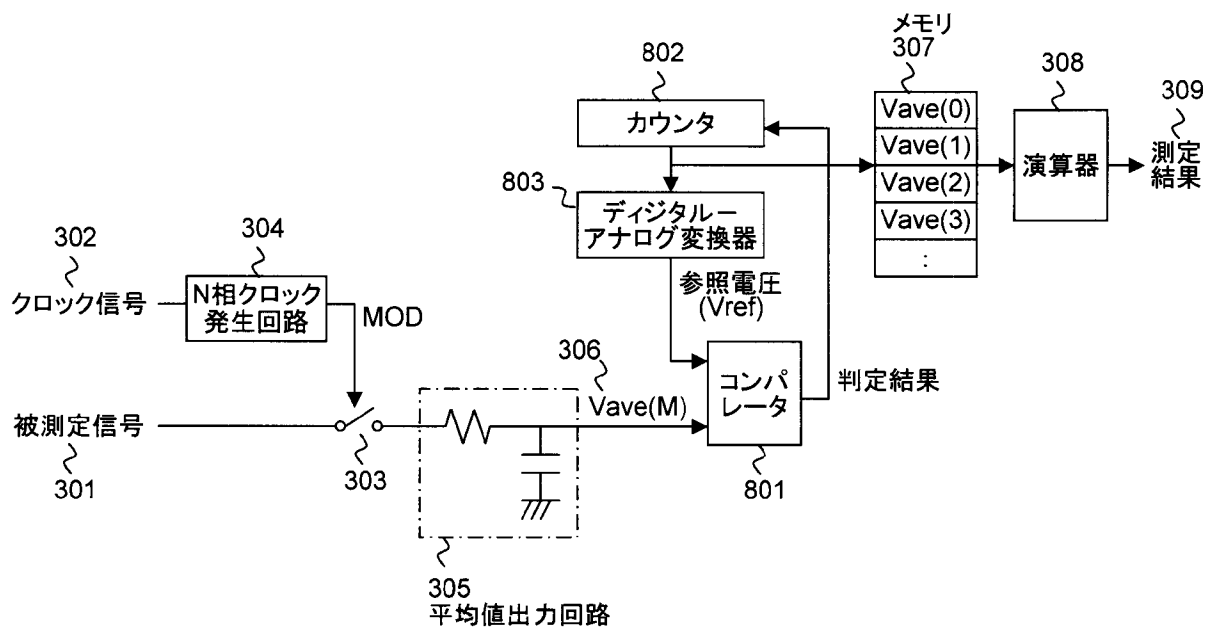 メモリ
307
802
カウンタ
Vave(0)
Vave(1)
Vave(2)
Vave(3)
:
308
演算器
309
測定
結果
803
ディジタルー
アナログ変換器
302
クロック信号
304
N相クロック
発生回路
MOD
参照電圧
(Vref)
306
Vave(M)
コンパ
レータ
801
判定結果
被測定信号
301
303
305
平均値出力回路